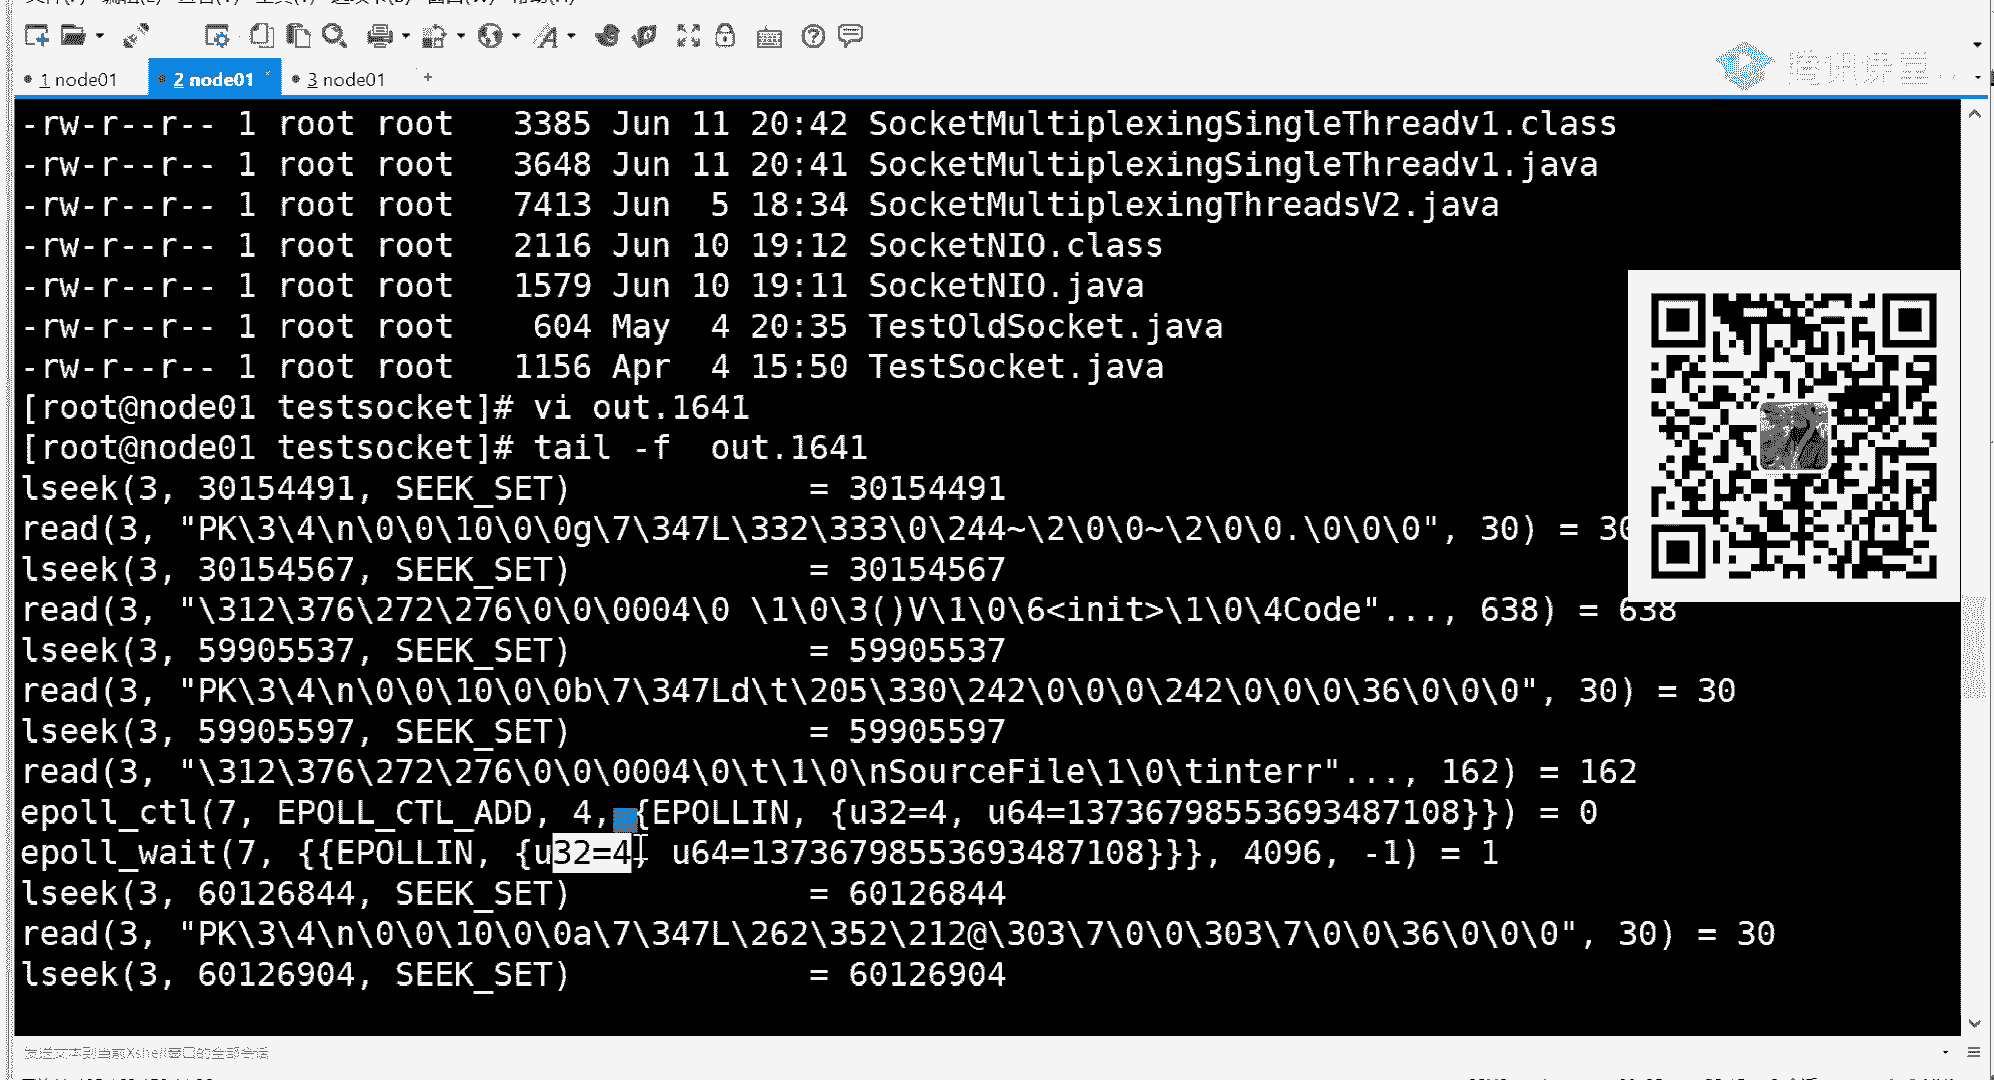 1 node01
2 node01
3 node01
+
腾讯课堂
-rw-r--r-- 1 root root   3385 Jun 11 20:42 SocketMultiplexingSingleThreadv1.class
-rw-r--r-- 1 root root   3648 Jun 11 20:41 SocketMultiplexingSingleThreadv1.java
-rw-r--r-- 1 root root   7413 Jun  5 18:34 SocketMultiplexingThreadsV2.java
-rw-r--r-- 1 root root   2116 Jun 10 19:12 SocketNIO.class
-rw-r--r-- 1 root root   1579 Jun 10 19:11 SocketNIO.java
-rw-r--r-- 1 root root    604 May  4 20:35 TestOldSocket.java
-rw-r--r-- 1 root root   1156 Apr  4 15:50 TestSocket.java
[root@node01 testsocket]# vi out.1641
[root@node01 testsocket]# tail -f  out.1641
lseek(3, 30154491, SEEK_SET)            = 30154491
read(3, "PK\3\4\n\0\0\10\0\0g\7\347L\332\333\0\244~\2\0\0~\2\0\0.\0\0\0", 30) = 30
lseek(3, 30154567, SEEK_SET)            = 30154567
read(3, "\312\376\272\276\0\0\0004\0 \1\0\3()V\1\0\6<init>\1\0\4Code"..., 638) = 638
lseek(3, 59905537, SEEK_SET)            = 59905537
read(3, "PK\3\4\n\0\0\10\0\0b\7\347Ld\t\205\330\242\0\0\0\242\0\0\0\36\0\0\0", 30) = 30
lseek(3, 59905597, SEEK_SET)            = 59905597
read(3, "\312\376\272\276\0\0\0004\0\t\1\0\nSourceFile\1\0\tinterr"..., 162) = 162
epoll_ctl(7, EPOLL_CTL_ADD, 4, {EPOLLIN, {u32=4, u64=13736798553693487108}}) = 0
epoll_wait(7, {{EPOLLIN, {u32=4, u64=13736798553693487108}}}, 4096, -1) = 1
lseek(3, 60126844, SEEK_SET)            = 60126844
read(3, "PK\3\4\n\0\0\10\0\0a\7\347L\262\352\212@\303\7\0\0\303\7\0\0\36\0\0\0", 30) = 30
lseek(3, 60126904, SEEK_SET)            = 60126904
发送文本到当前Xshell窗口的全部会话